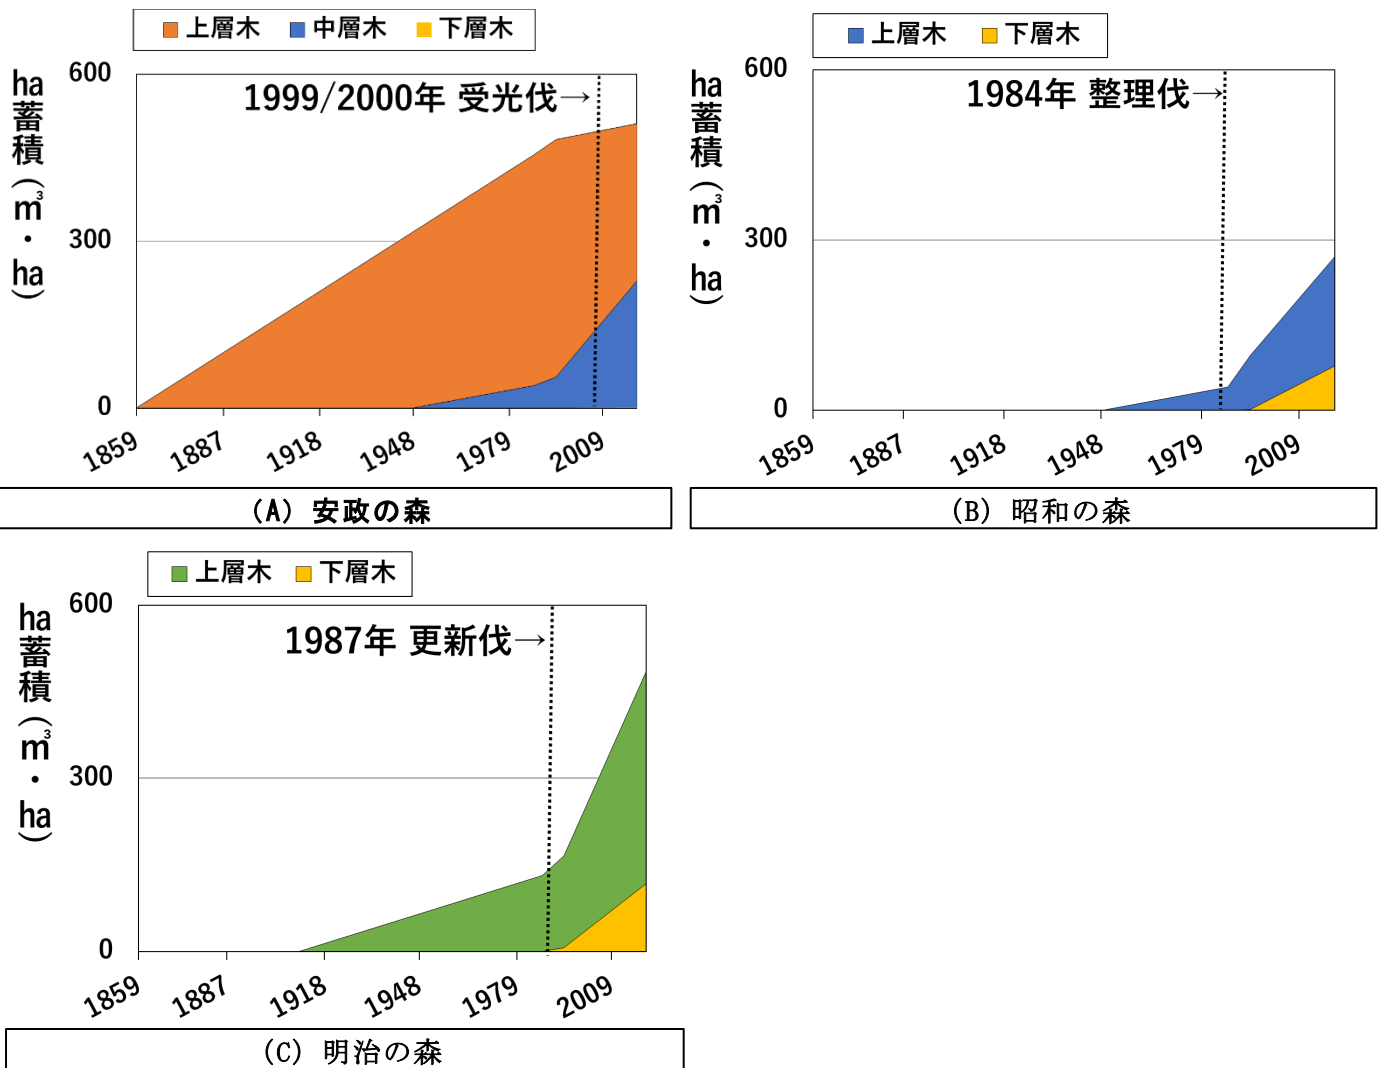 上層木 中層木 下層木
ha蓄積(㎥・ha)
600
300
0
1999/2000年 受光伐→
1859 1887 1918 1948 1979 2009
(A) 安政の森
上層木 下層木
ha蓄積(㎥・ha)
600
300
0
1984年 整理伐→
1859 1887 1918 1948 1979 2009
(B) 昭和の森
上層木 下層木
ha蓄積(㎥・ha)
600
300
0
1987年 更新伐→
1859 1887 1918 1948 1979 2009
(C) 明治の森